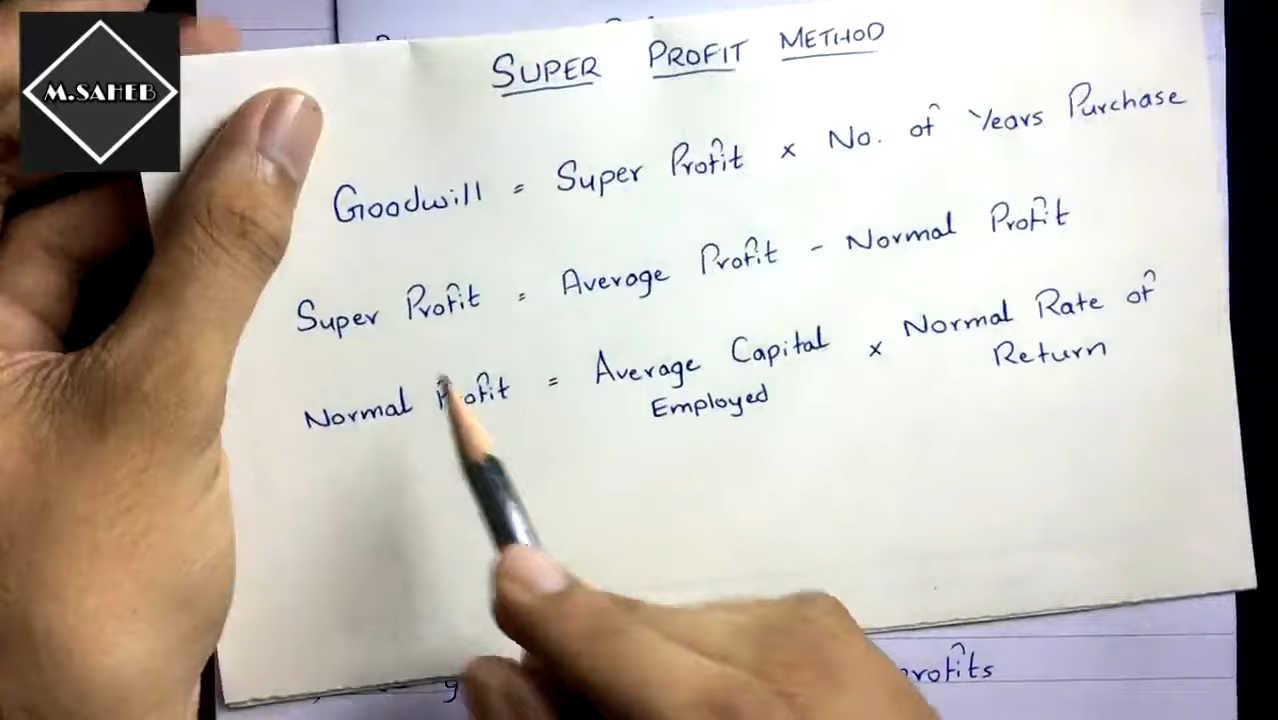 M.SAHEB
SUPER PROFIT METHOD
Goodwill = Super Profit × No. of Years Purchase
Super Profit = Average Profit - Normal Profit
Normal Profit = Average Capital Employed × Normal Rate of Return
profits